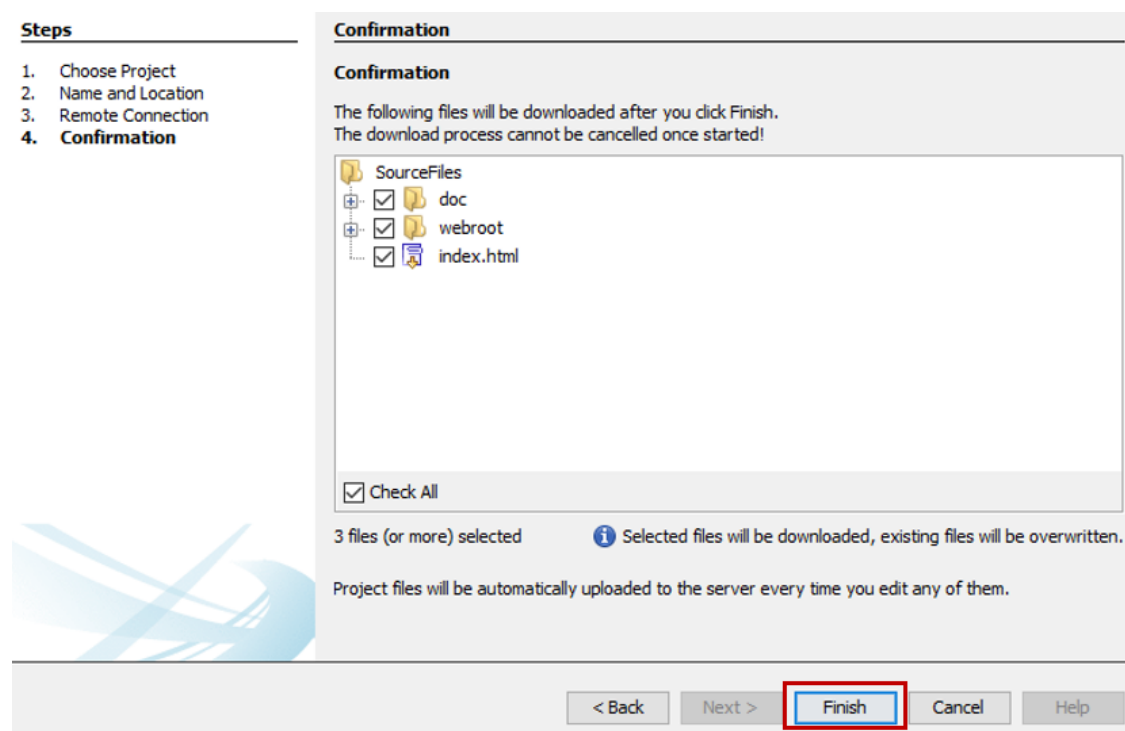 Steps
1. Choose Project
2. Name and Location
3. Remote Connection
4. Confirmation
Confirmation
Confirmation
The following files will be downloaded after you click Finish.
The download process cannot be cancelled once started!
SourceFiles
doc
webroot
index.html
Check All
3 files (or more) selected
Selected files will be downloaded, existing files will be overwritten.
Project files will be automatically uploaded to the server every time you edit any of them.
< Back Next > Finish Cancel Help